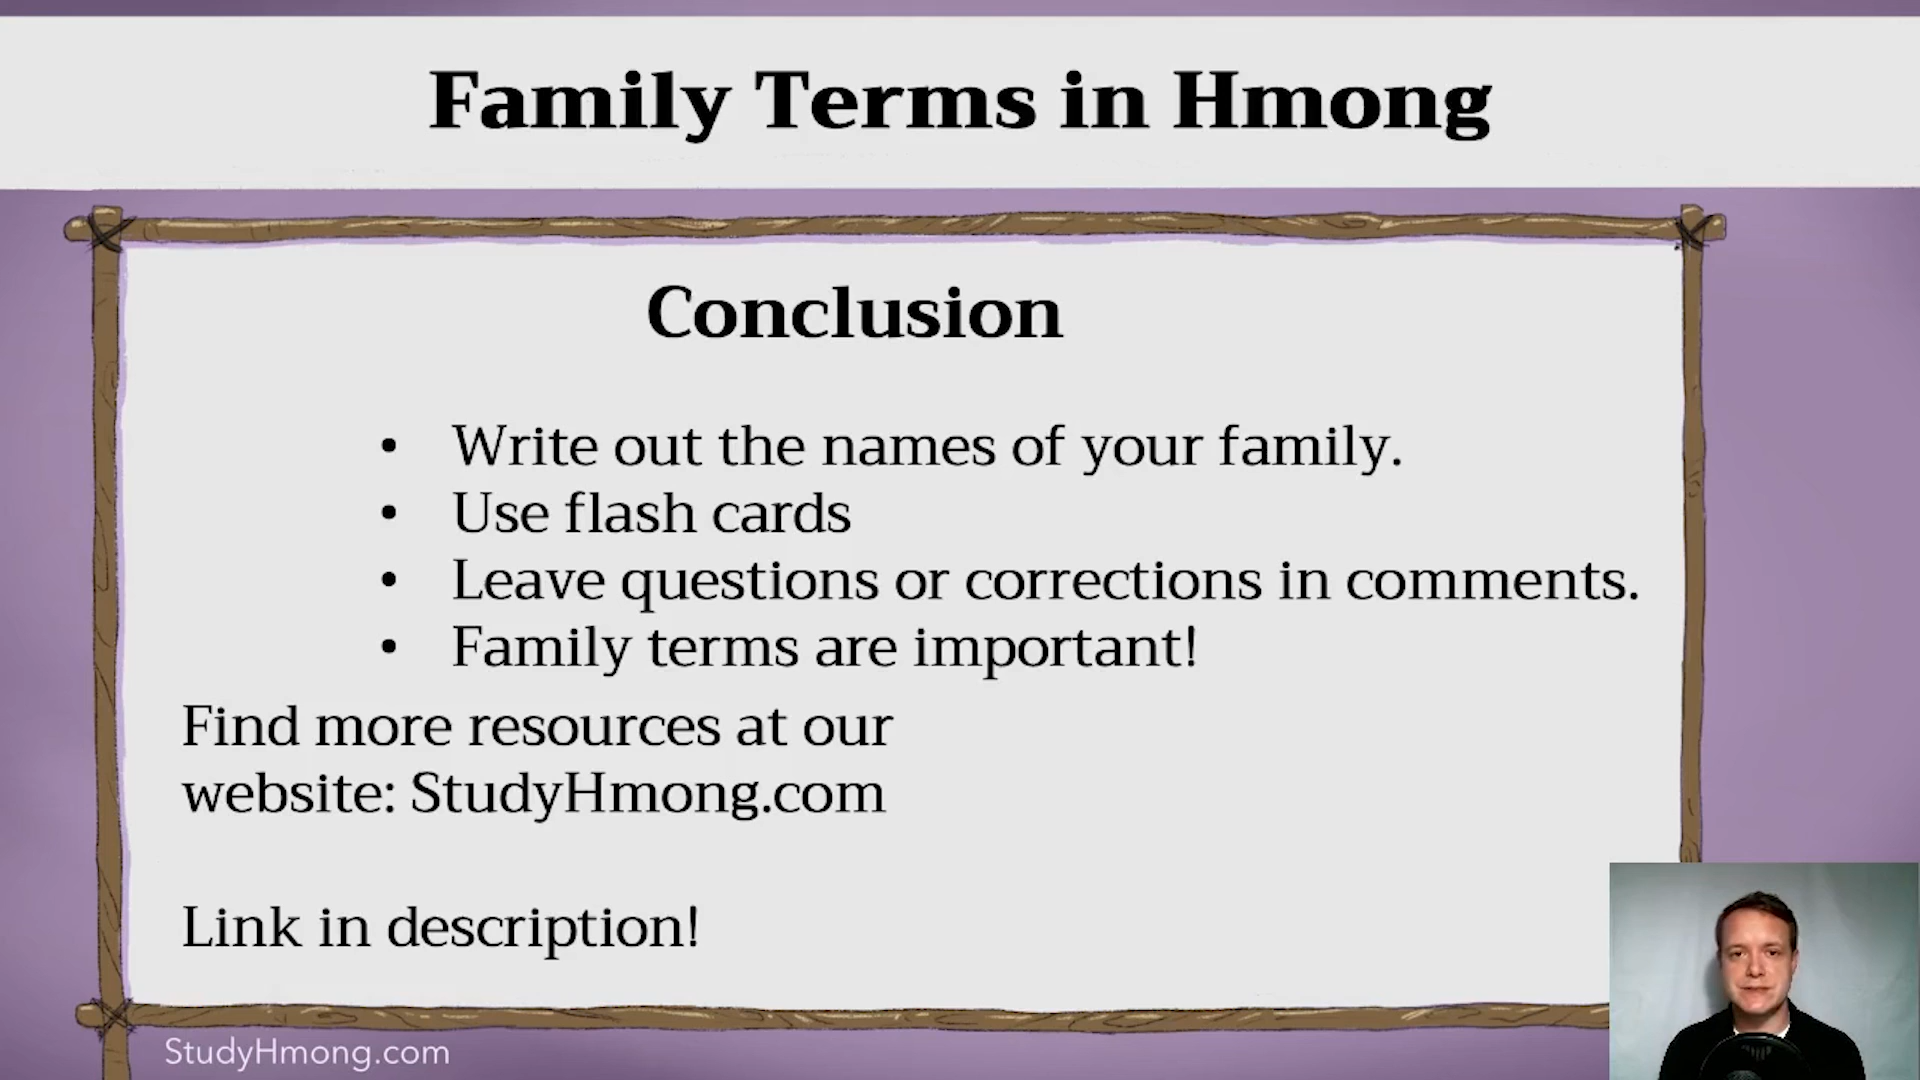 Family Terms in Hmong
Conclusion
• Write out the names of your family.
• Use flash cards
• Leave questions or corrections in comments.
• Family terms are important!
Find more resources at our
website: StudyHmong.com
Link in description!
StudyHmong.com